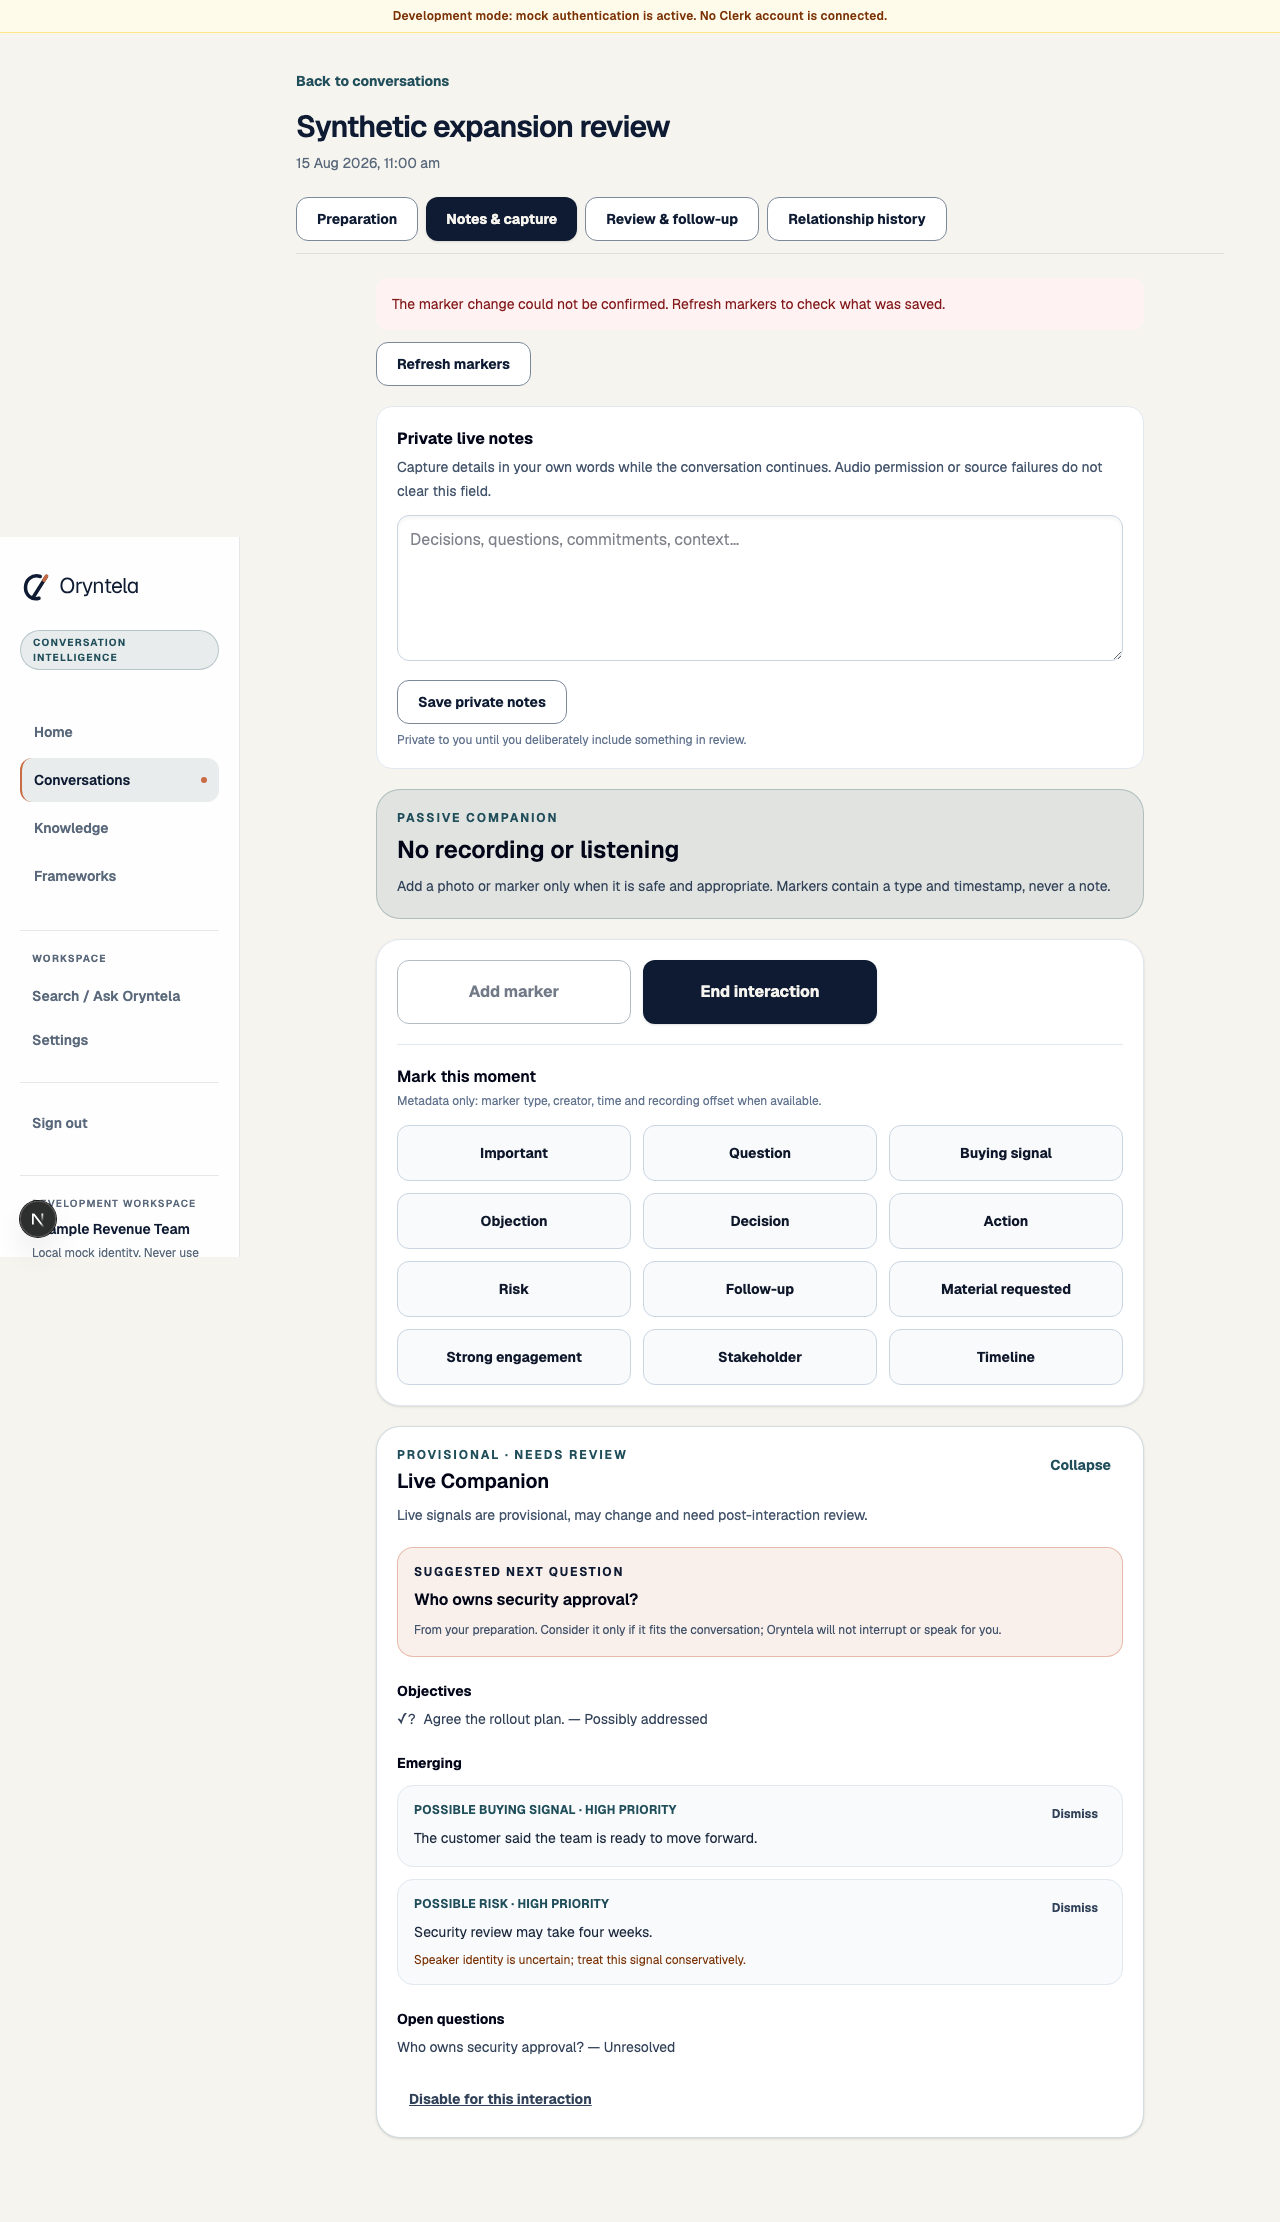 Development mode: mock authentication is active. No Clerk account is connected.
Back to conversations
Synthetic expansion review
15 Aug 2026, 11:00 am
Preparation
Notes & capture
Review & follow-up
Relationship history
The marker change could not be confirmed. Refresh markers to check what was saved.
Refresh markers
Private live notes
Capture details in your own words while the conversation continues. Audio permission or source failures do not
clear this field.
Decisions, questions, commitments, context...
Save private notes
Private to you until you deliberately include something in review.
Oryntela
CONVERSATION
INTELLIGENCE
Home
Conversations
Knowledge
Frameworks
WORKSPACE
Search / Ask Oryntela
Settings
Sign out
WORKSPACE
Revenue Team
Local mock identity. Never use
PASSIVE COMPANION
No recording or listening
Add a photo or marker only when it is safe and appropriate. Markers contain a type and timestamp, never a note.
Add marker
End interaction
Mark this moment
Metadata only: marker type, creator, time and recording offset when available.
Important
Question
Buying signal
Objection
Decision
Action
Risk
Follow-up
Material requested
Strong engagement
Stakeholder
Timeline
PROVISIONAL · NEEDS REVIEW
Live Companion
Collapse
Live signals are provisional, may change and need post-interaction review.
SUGGESTED NEXT QUESTION
Who owns security approval?
From your preparation. Consider it only if it fits the conversation; Oryntela will not interrupt or speak for you.
Objectives
✓? Agree the rollout plan. — Possibly addressed
Emerging
POSSIBLE BUYING SIGNAL · HIGH PRIORITY
Dismiss
The customer said the team is ready to move forward.
POSSIBLE RISK · HIGH PRIORITY
Dismiss
Security review may take four weeks.
Speaker identity is uncertain; treat this signal conservatively.
Open questions
Who owns security approval? — Unresolved
Disable for this interaction